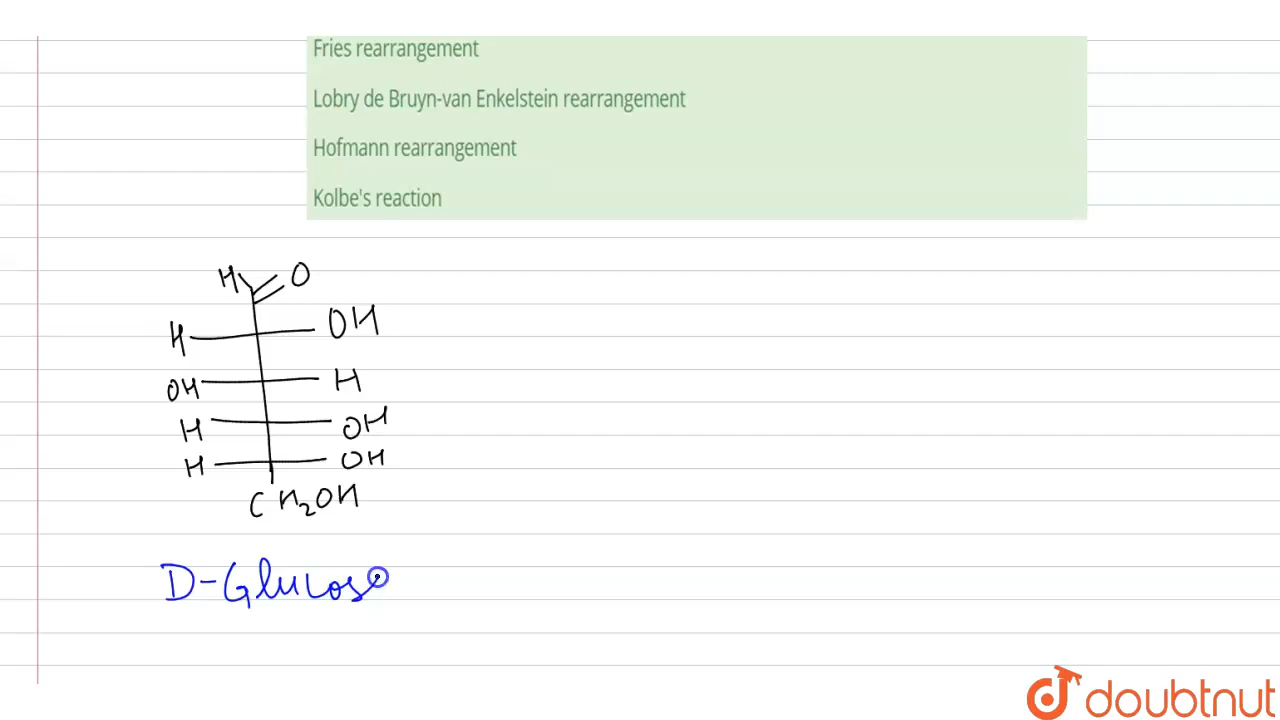 Fries rearrangement
Lobry de Bruyn-van Enkelstein rearrangement
Hofmann rearrangement
Kolbe's reaction
H O
H OH
OH H
H OH
H OH
CH2OH
D-Glucose
doubtnut